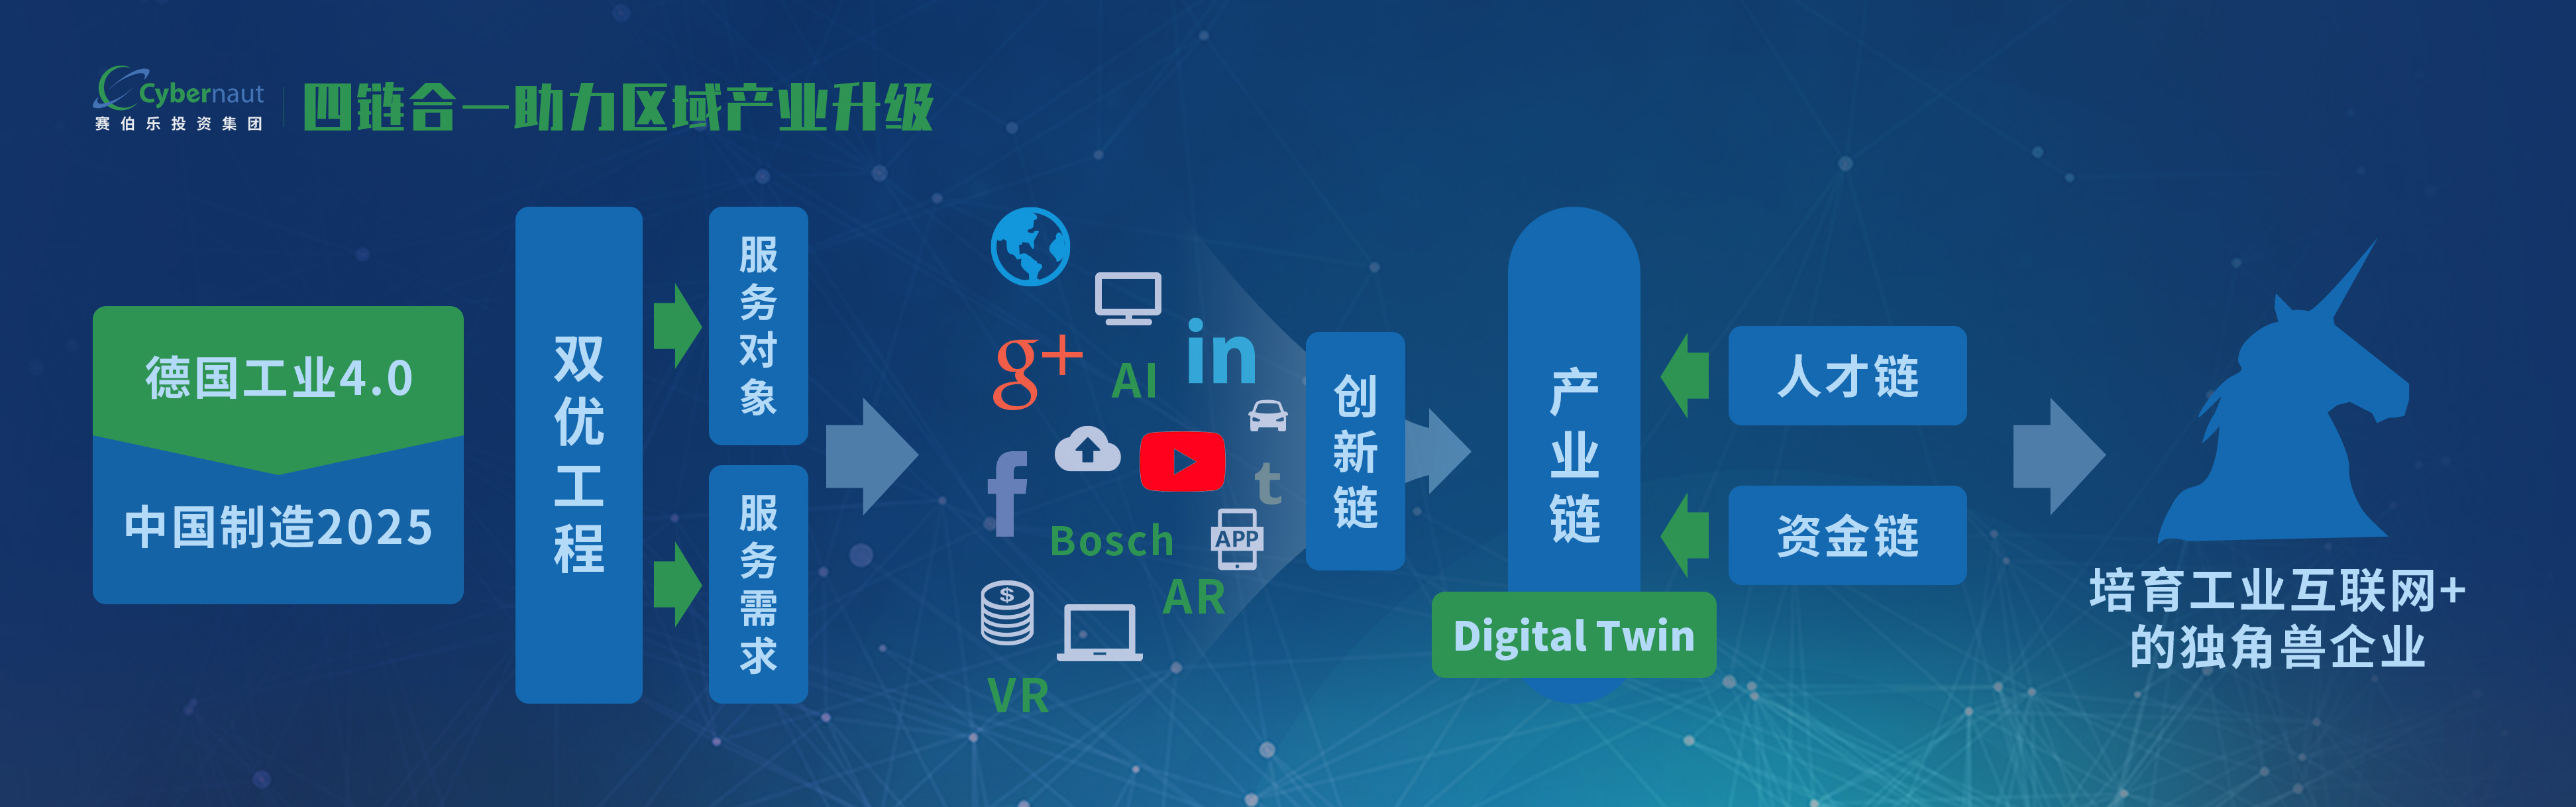 Cybernaut
赛伯乐投资集团
四链合一助力区域产业升级
德国工业4.0
中国制造2025
双优工程
服务对象
服务需求
g+
AI
in
f
t
Bosch
APP
$
AR
VR
创新链
产业链
Digital Twin
人才链
资金链
培育工业互联网+
的独角兽企业